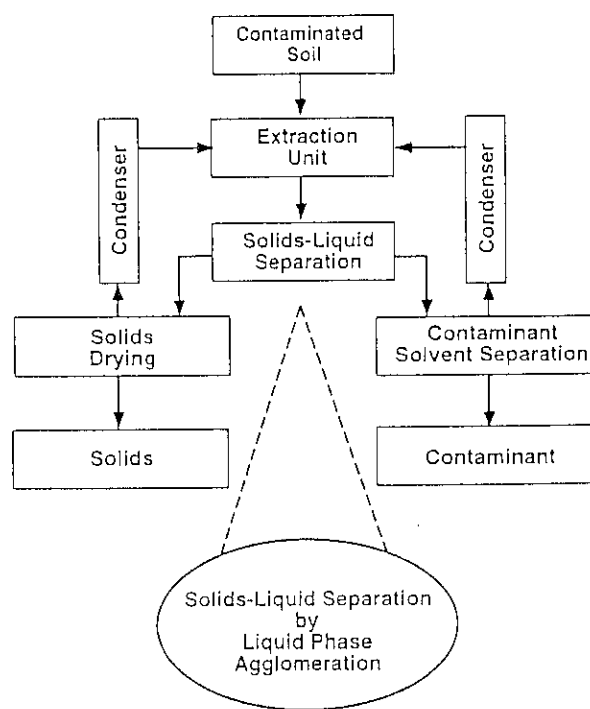 Contaminated
Soil
Extraction
Unit
Condenser
Condenser
Solids-Liquid
Separation
Solids
Drying
Contaminant
Solvent Separation
Solids
Contaminant
Solids-Liquid Separation
by
Liquid Phase
Agglomeration